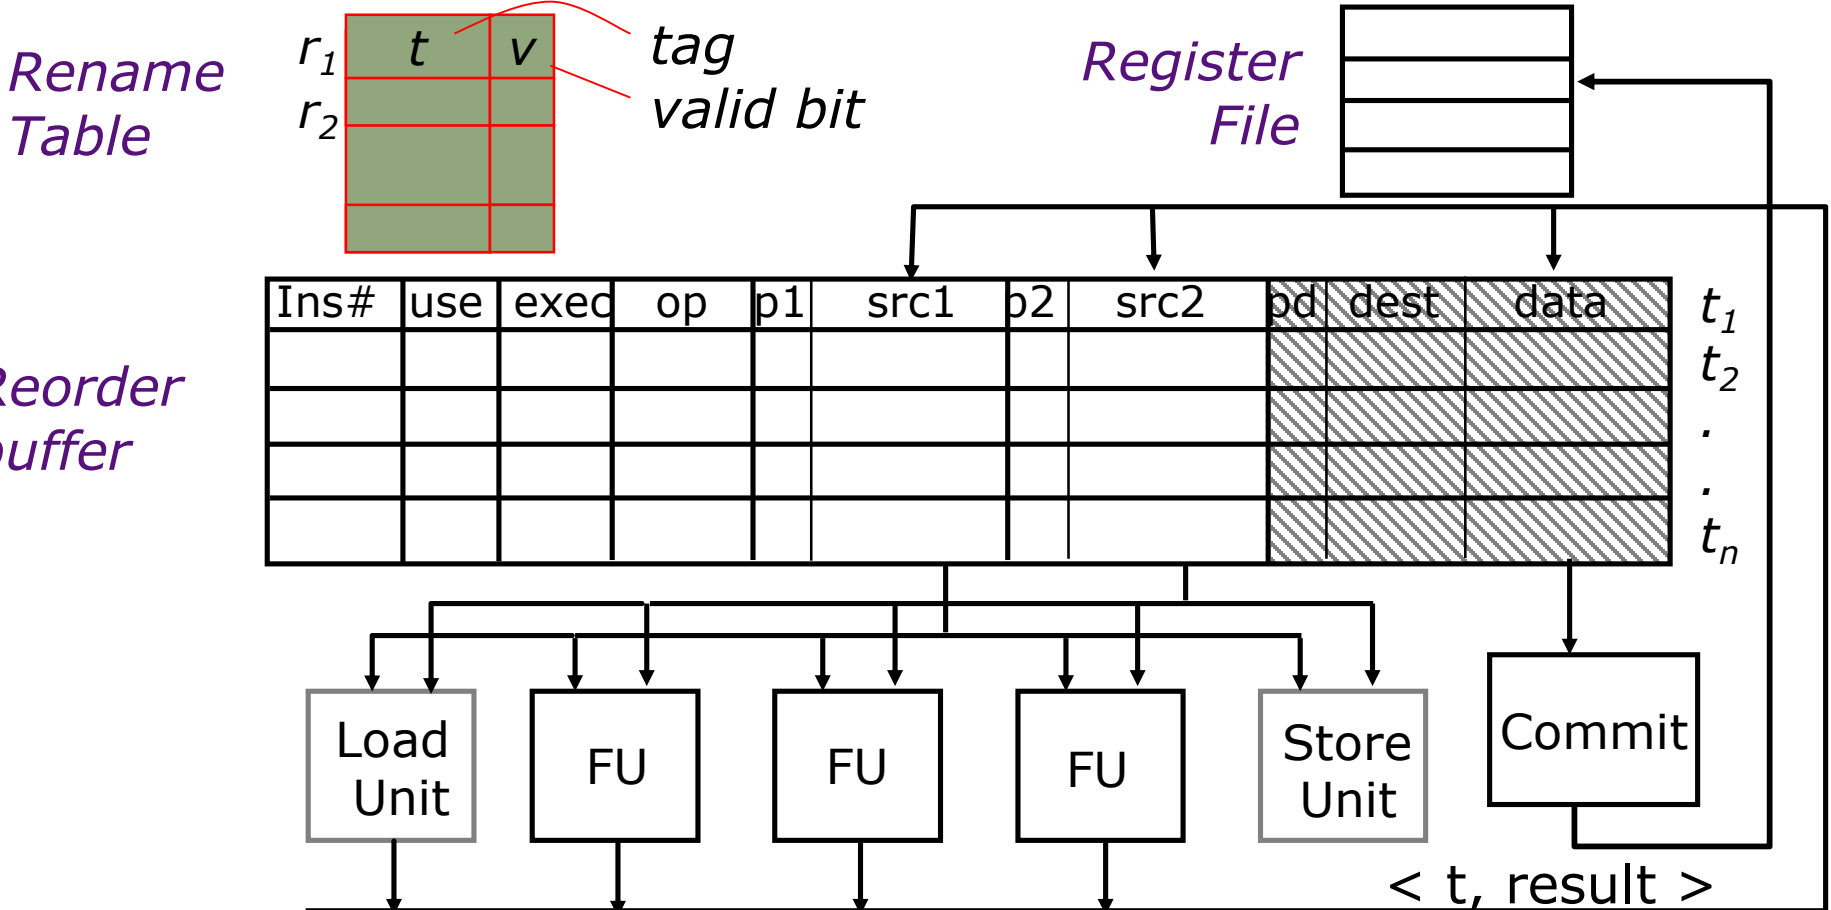 Rename
Table
r1 t v
r2
tag
valid bit
Register
File
Ins# use exec op p1 src1 p2 src2 pd dest data
t1
t2
.
.
tn
Reorder
buffer
Load
Unit
FU
FU
FU
Store
Unit
Commit
< t, result >